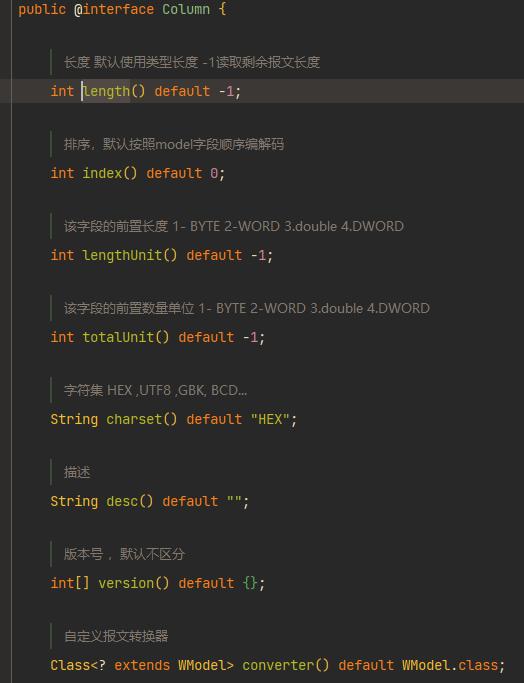 public @interface Column {
长度 默认使用类型长度 -1读取剩余报文长度
int length() default -1;
排序，默认按照model字段顺序编解码
int index() default 0;
该字段的前置长度 1- BYTE 2-WORD 3.double 4.DWORD
int lengthUnit() default -1;
该字段的前置数量单位 1- BYTE 2-WORD 3.double 4.DWORD
int totalUnit() default -1;
字符集 HEX ,UTF8 ,GBK, BCD...
String charset() default "HEX";
描述
String desc() default "";
版本号 ，默认不区分
int[] version() default {};
自定义报文转换器
Class<? extends WModel> converter() default WModel.class;